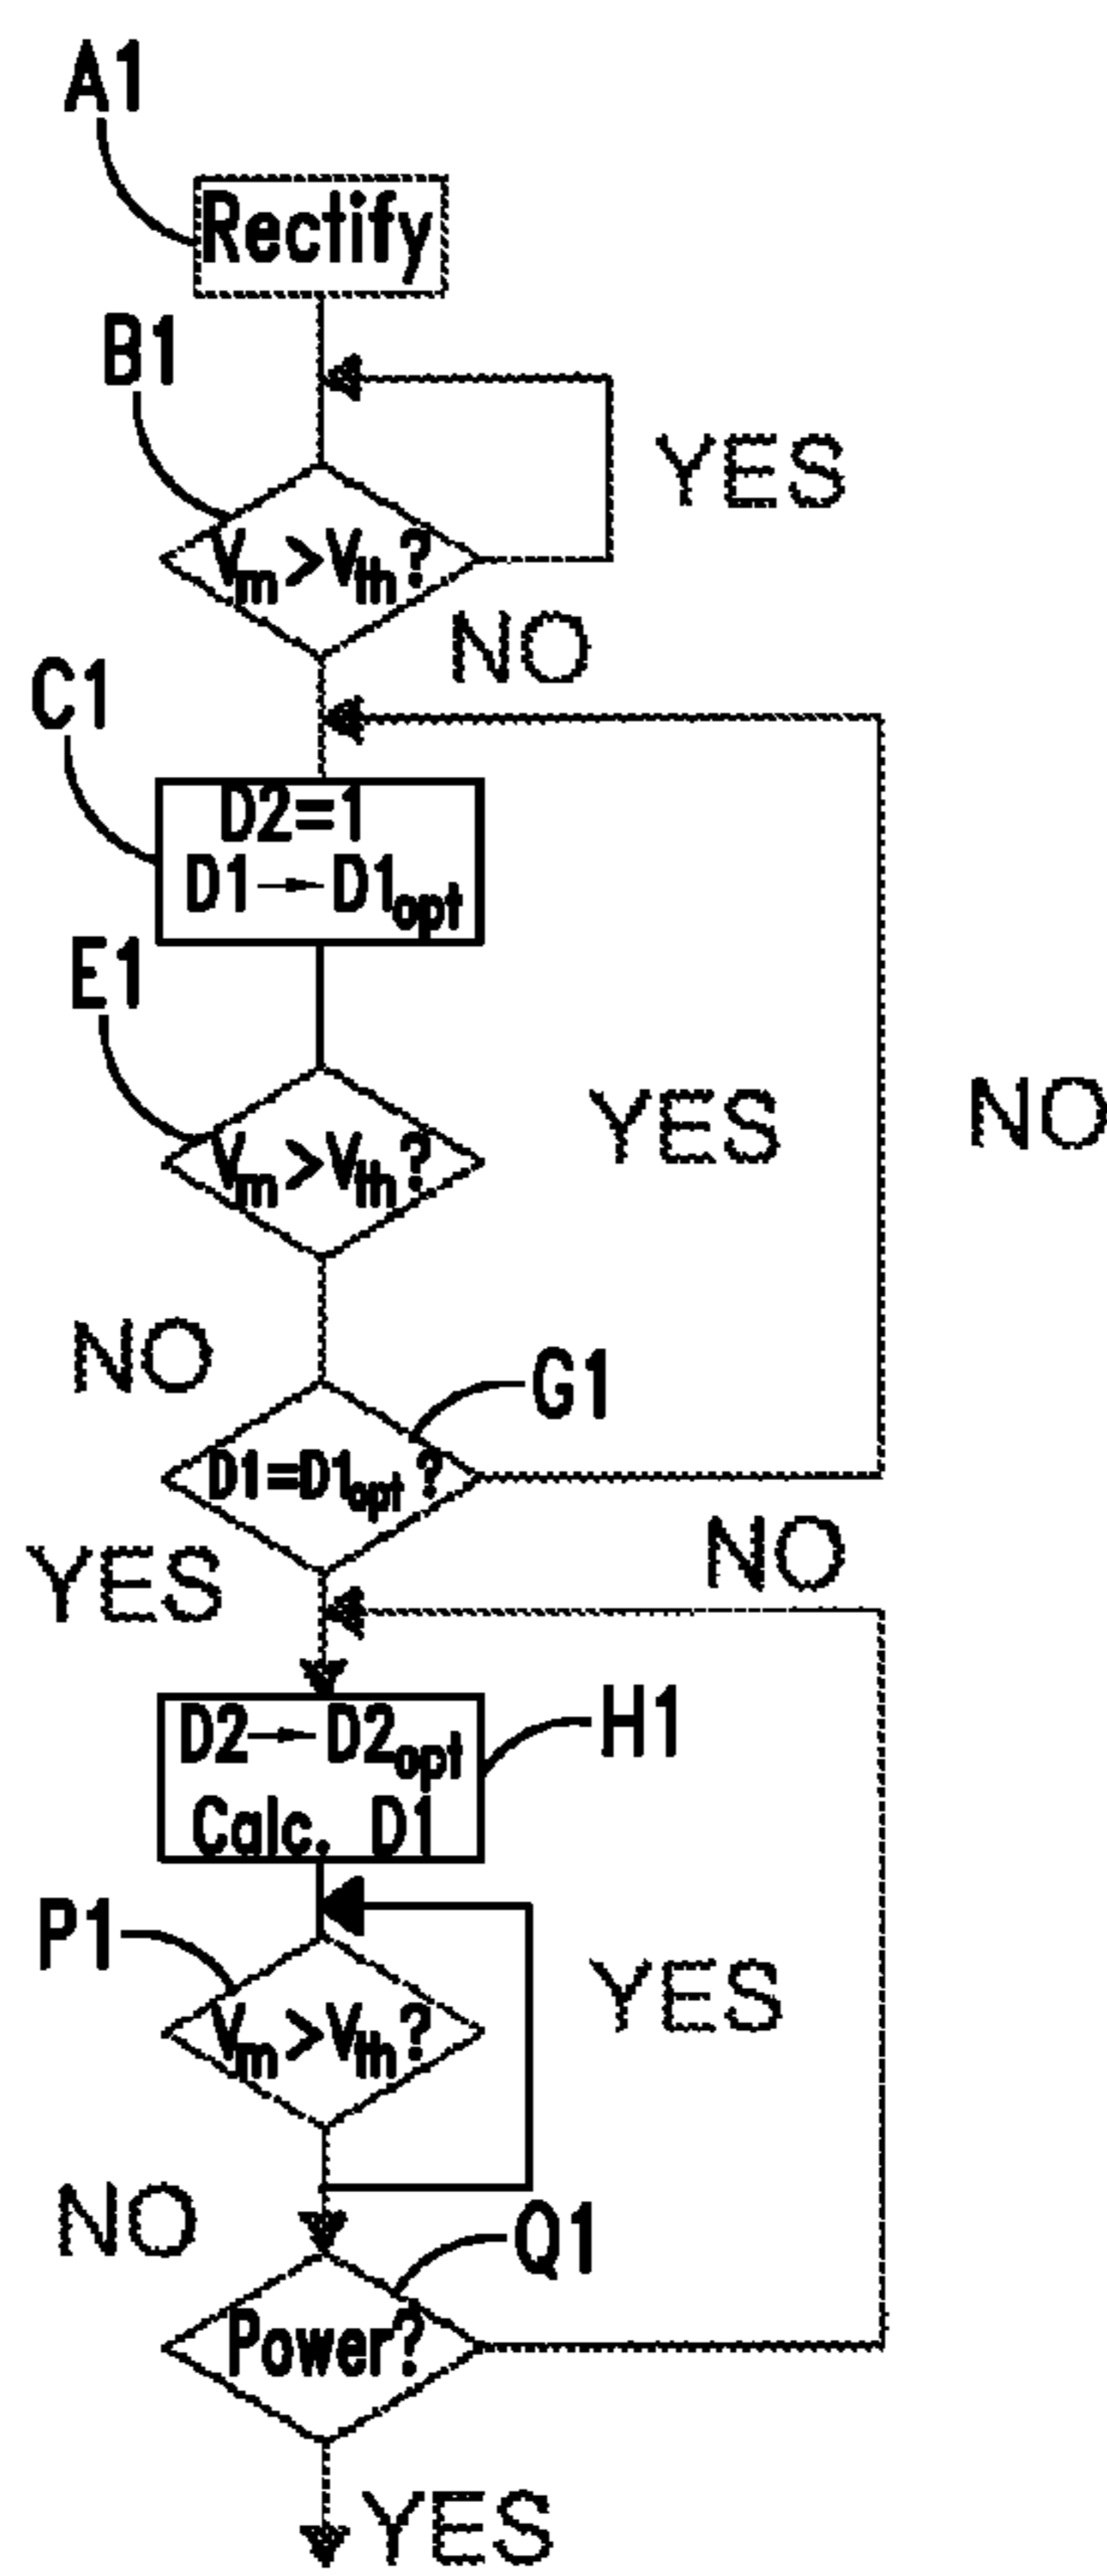 A1
Rectify
B1
YES
Vm>Vth?
NO
C1
D2=1
D1→D1opt
E1
YES
NO
Vm>Vth?
NO
G1
D1=D1opt ?
NO
YES
D2→D2opt
H1
Calc. D1
P1
YES
Vm>Vth?
NO
Q1
Power?
YES